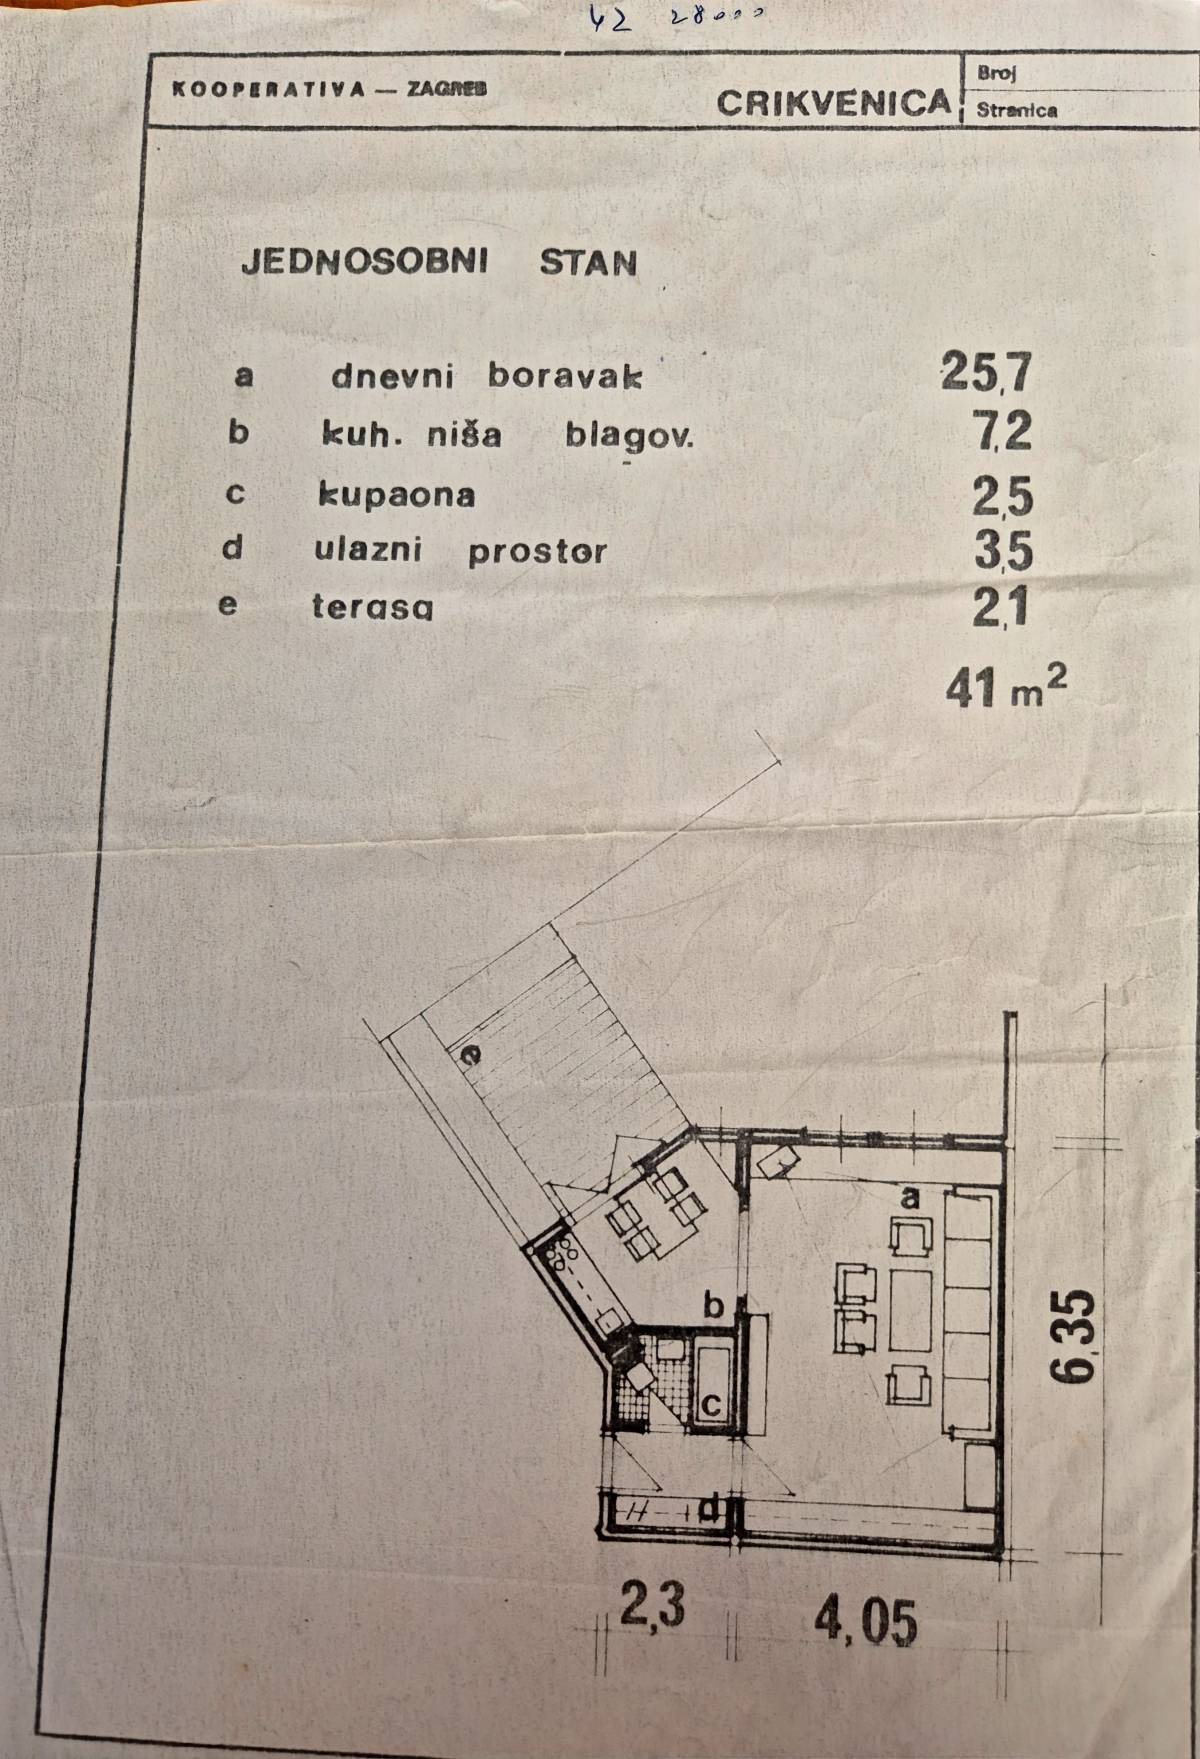 42 28000
KOOPERATIVA — ZAGREB
CRIKVENICA
Broj
Stranica
JEDNOSOBNI STAN
a dnevni boravak 25,7
b kuh. niša blagov. 7,2
c kupaona 2,5
d ulazni prostor 3,5
e terasa 2,1
41 m²
e
a
b
c
d
6,35
2,3
4,05